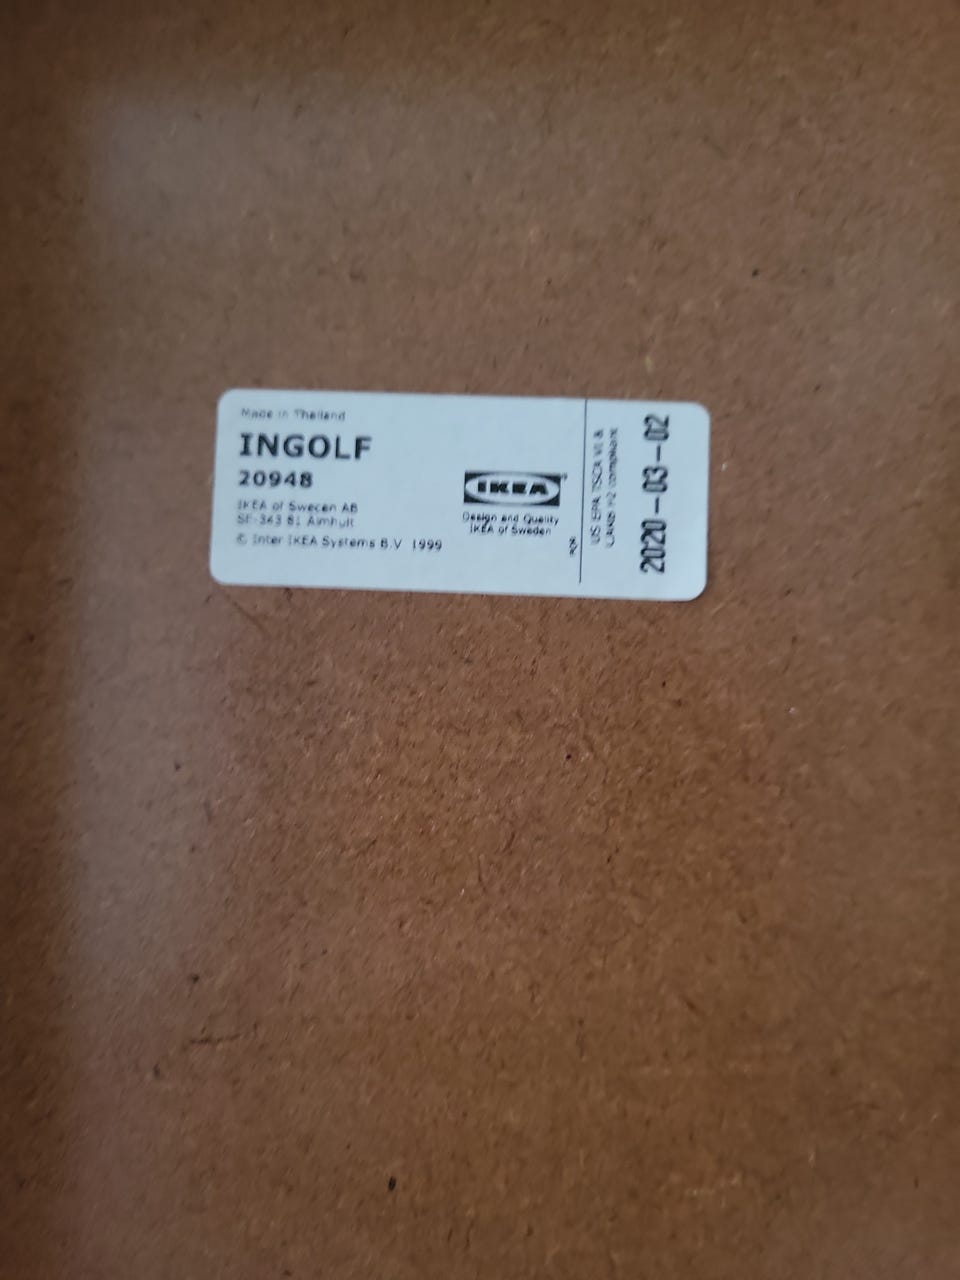 Made in Thailand
INGOLF
20948
IKEA of Sweden AB
SE-343 81 Älmhult
© Inter IKEA Systems B.V 1999
IKEA
Design and Quality
IKEA of Sweden
US EPA TSCA VI &
CARB P2 compliant
2020-03-02